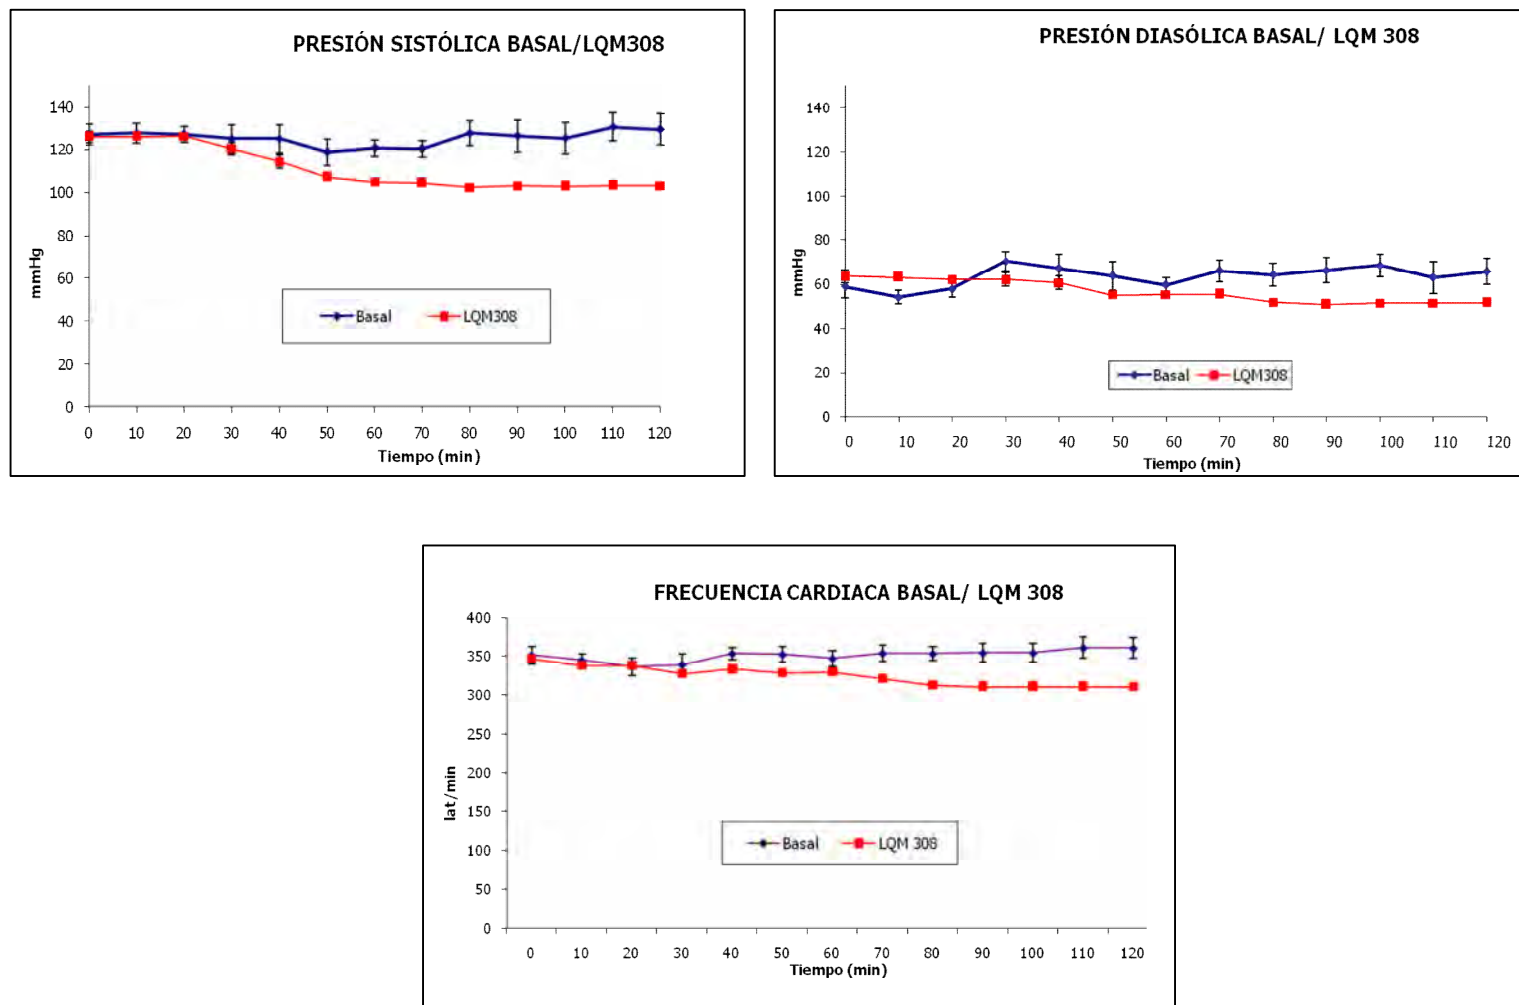 PRESIÓN SISTÓLICA BASAL/LQM308
140
120
100
80
60
40
20
0
mmHg
Basal LQM308
0 10 20 30 40 50 60 70 80 90 100 110 120
Tiempo (min)
PRESIÓN DIASÓLICA BASAL/ LQM 308
140
120
100
80
60
40
20
0
mmHg
Basal LQM308
0 10 20 30 40 50 60 70 80 90 100 110 120
Tiempo (min)
FRECUENCIA CARDIACA BASAL/ LQM 308
400
350
300
250
200
150
100
50
0
lat/min
Basal LQM 308
0 10 20 30 40 50 60 70 80 90 100 110 120
Tiempo (min)